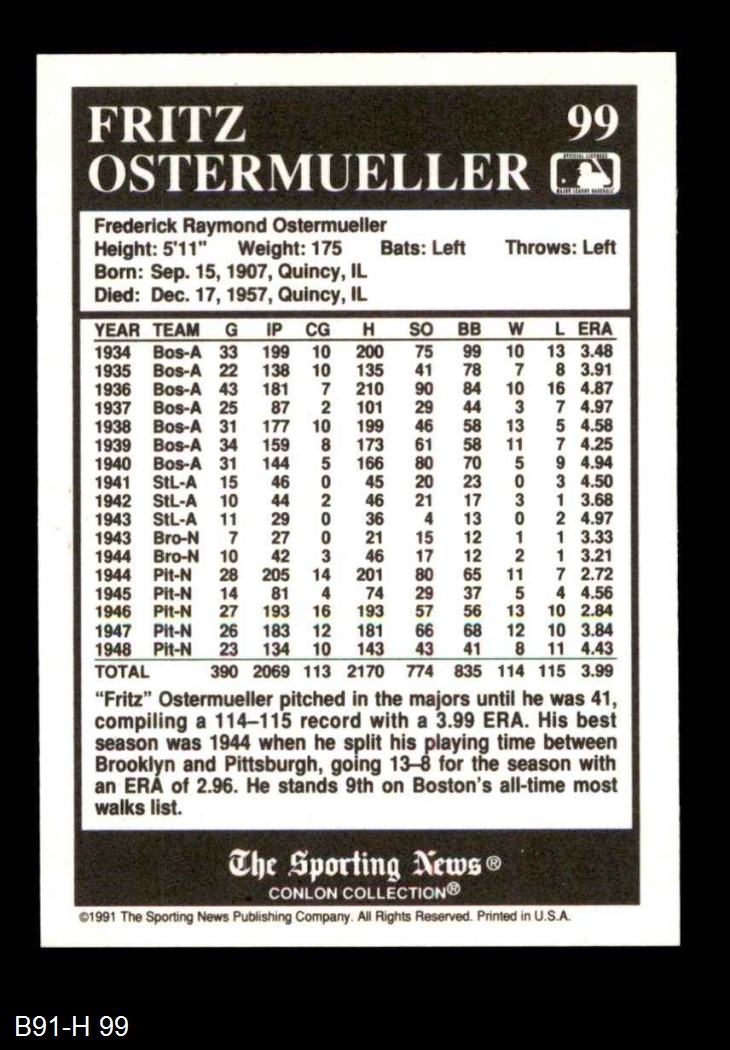 FRITZ 99
OSTERMUELLER
Frederick Raymond Ostermueller
Height: 5'11" Weight: 175 Bats: Left Throws: Left
Born: Sep. 15, 1907, Quincy, IL
Died: Dec. 17, 1957, Quincy, IL
YEAR TEAM G IP CG H SO BB W L ERA
1934 Bos-A 33 199 10 200 75 99 10 13 3.48
1935 Bos-A 22 138 10 135 41 78 7 8 3.91
1936 Bos-A 43 181 7 210 90 84 10 16 4.87
1937 Bos-A 25 87 2 101 29 44 3 7 4.97
1938 Bos-A 31 177 10 199 46 58 13 5 4.58
1939 Bos-A 34 159 8 173 61 58 11 7 4.25
1940 Bos-A 31 144 5 166 80 70 5 9 4.94
1941 StL-A 15 46 0 45 20 23 0 3 4.50
1942 StL-A 10 44 2 46 21 17 3 1 3.68
1943 StL-A 11 29 0 36 4 13 0 2 4.97
1943 Bro-N 7 27 0 21 15 12 1 1 3.33
1944 Bro-N 10 42 3 46 17 12 2 1 3.21
1944 Pit-N 28 205 14 201 80 65 11 7 2.72
1945 Pit-N 14 81 4 74 29 37 5 4 4.56
1946 Pit-N 27 193 16 193 57 56 13 10 2.84
1947 Pit-N 26 183 12 181 66 68 12 10 3.84
1948 Pit-N 23 134 10 143 43 41 8 11 4.43
TOTAL 390 2069 113 2170 774 835 114 115 3.99
“Fritz” Ostermueller pitched in the majors until he was 41,
compiling a 114–115 record with a 3.99 ERA. His best
season was 1944 when he split his playing time between
Brooklyn and Pittsburgh, going 13–8 for the season with
an ERA of 2.96. He stands 9th on Boston's all-time most
walks list.
The Sporting News®
CONLON COLLECTION®
©1991 The Sporting News Publishing Company. All Rights Reserved. Printed in U.S.A.
B91-H 99